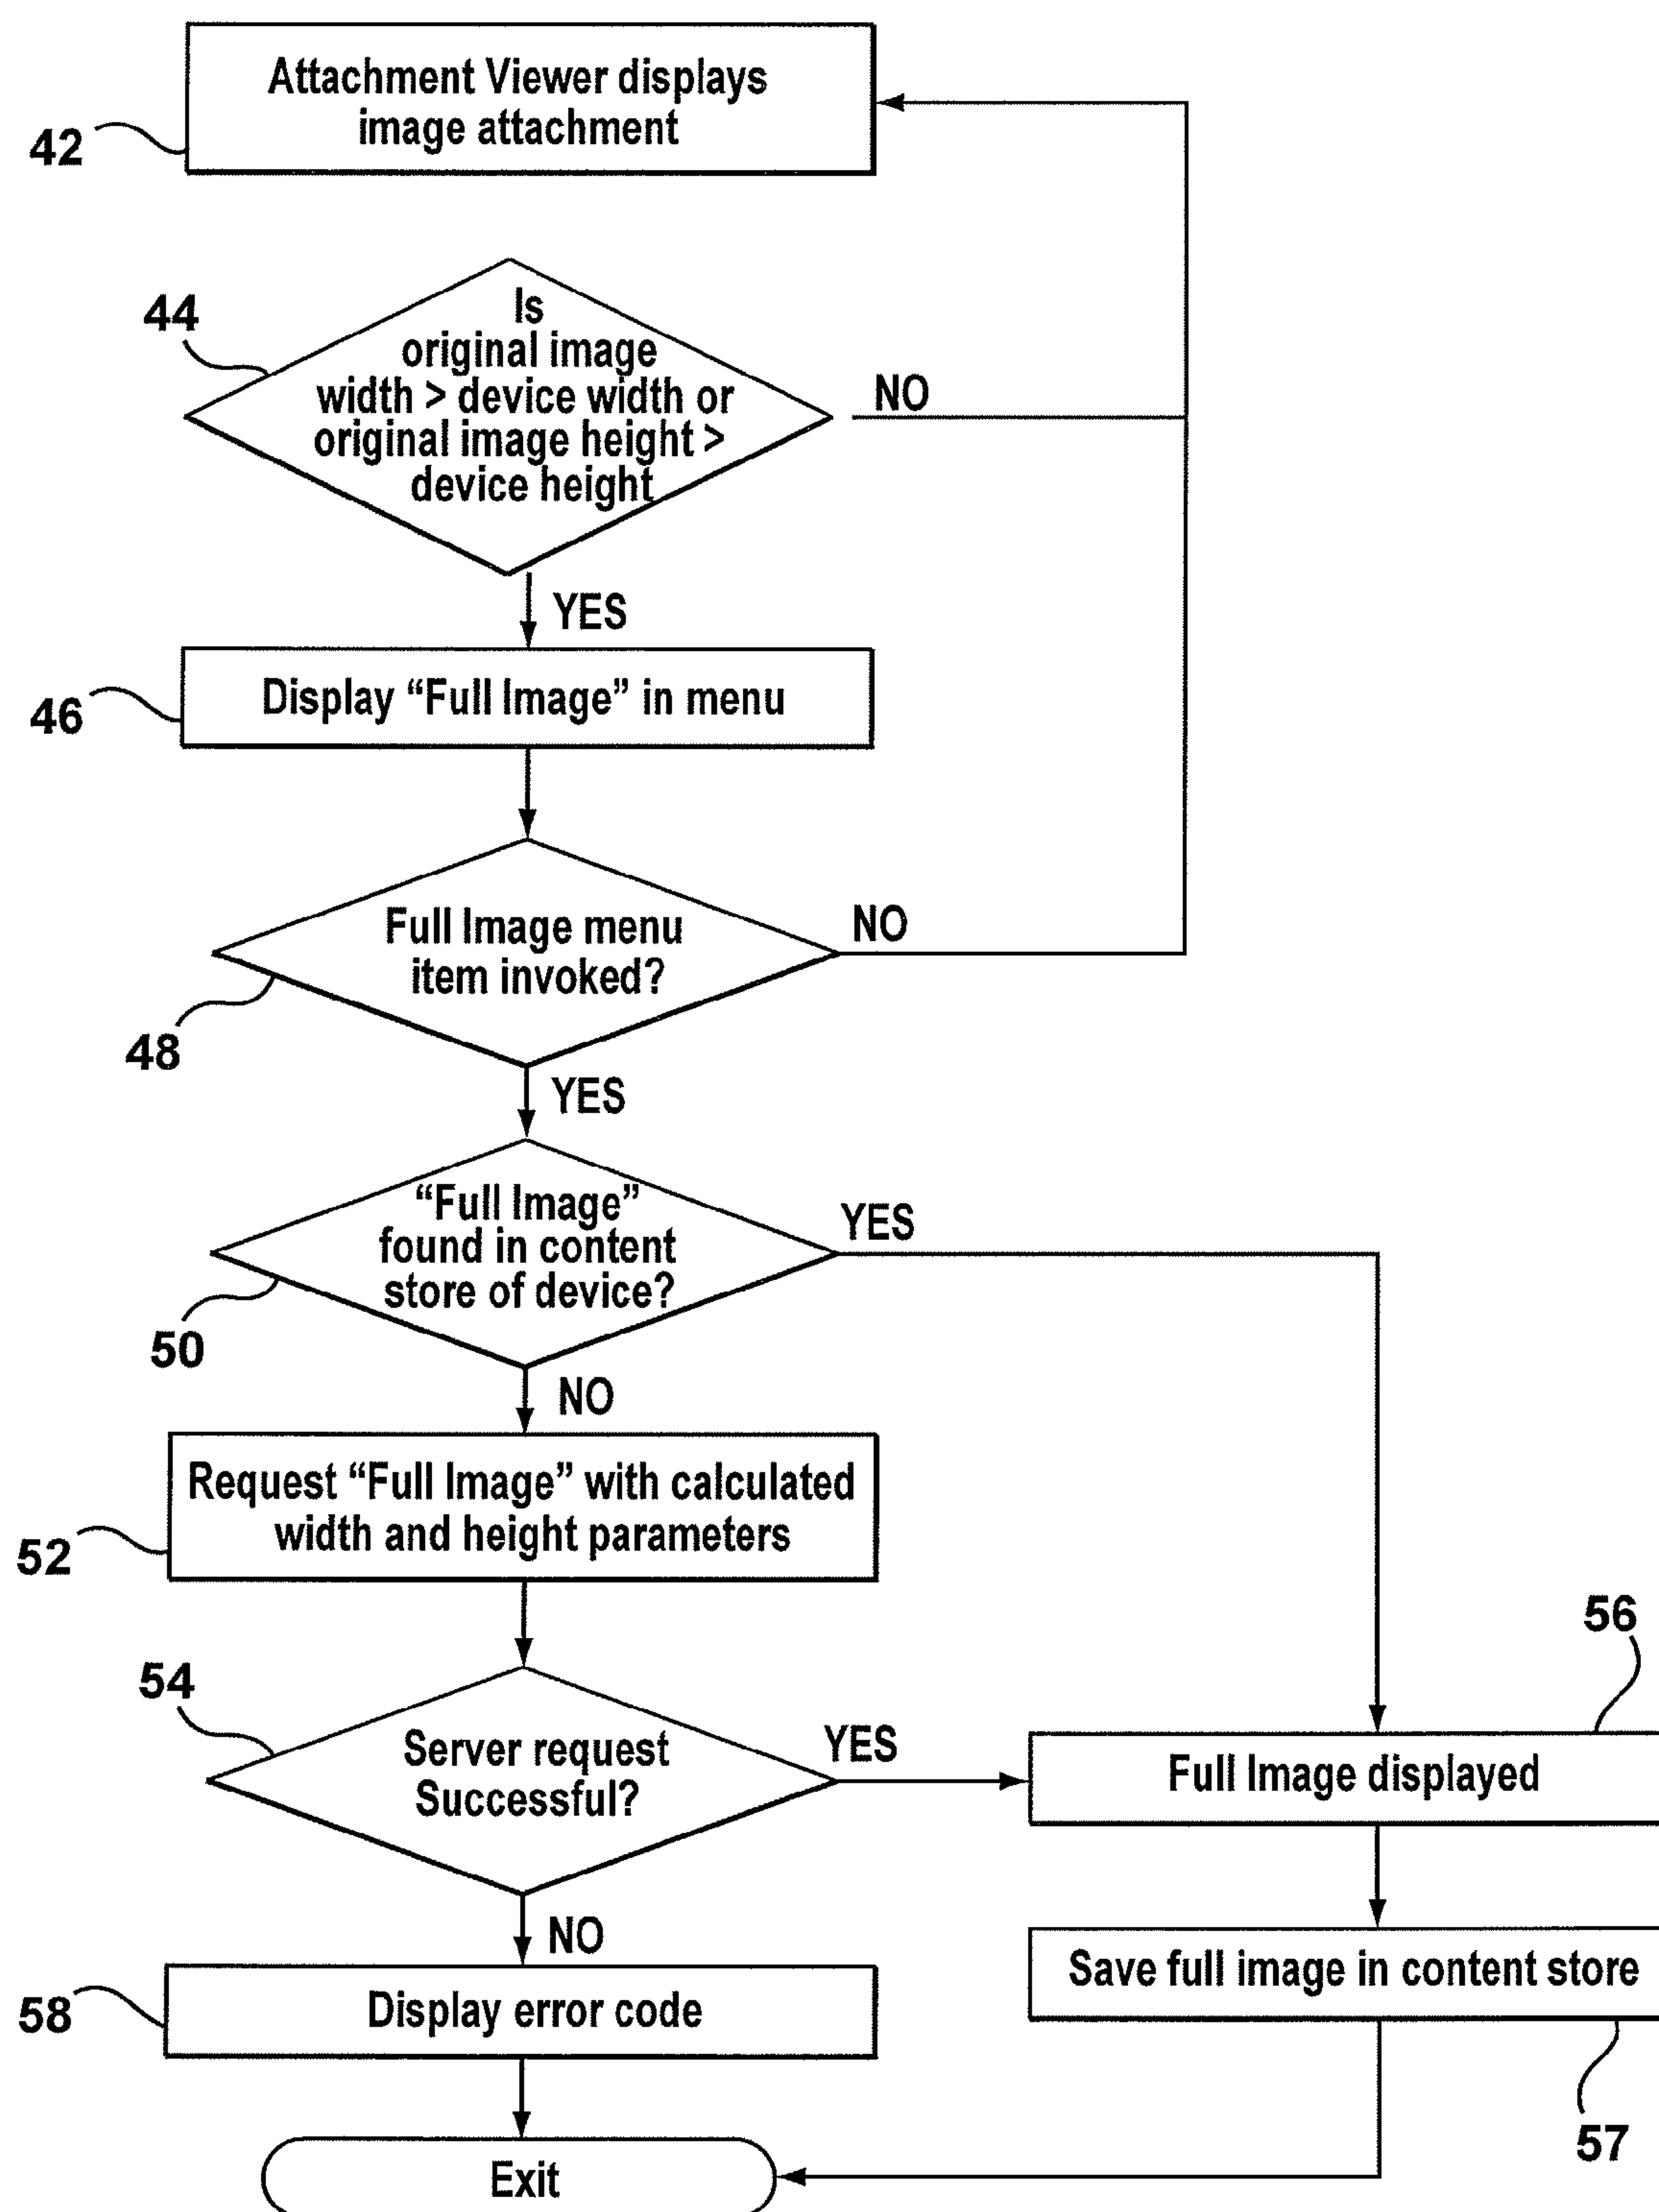 Attachment Viewer displays
image attachment
42
44
Is
original image
width > device width or
original image height >
device height
NO
YES
Display “Full Image” in menu
46
Full Image menu
item invoked?
NO
48
YES
“Full Image”
found in content
store of device?
YES
50
NO
Request “Full Image” with calculated
width and height parameters
52
54
Server request
Successful?
YES
56
Full Image displayed
NO
Save full image in content store
57
Display error code
58
Exit